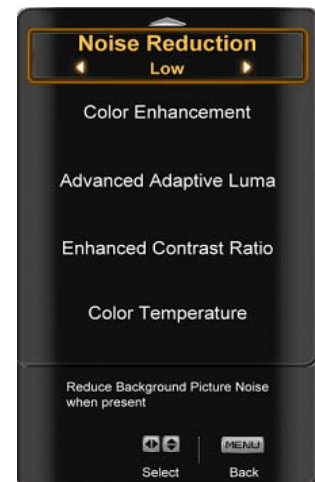 Noise Reduction
Low
Color Enhancement
Advanced Adaptive Luma
Enhanced Contrast Ratio
Color Temperature
Reduce Background Picture Noise
when present
MENU
Select Back